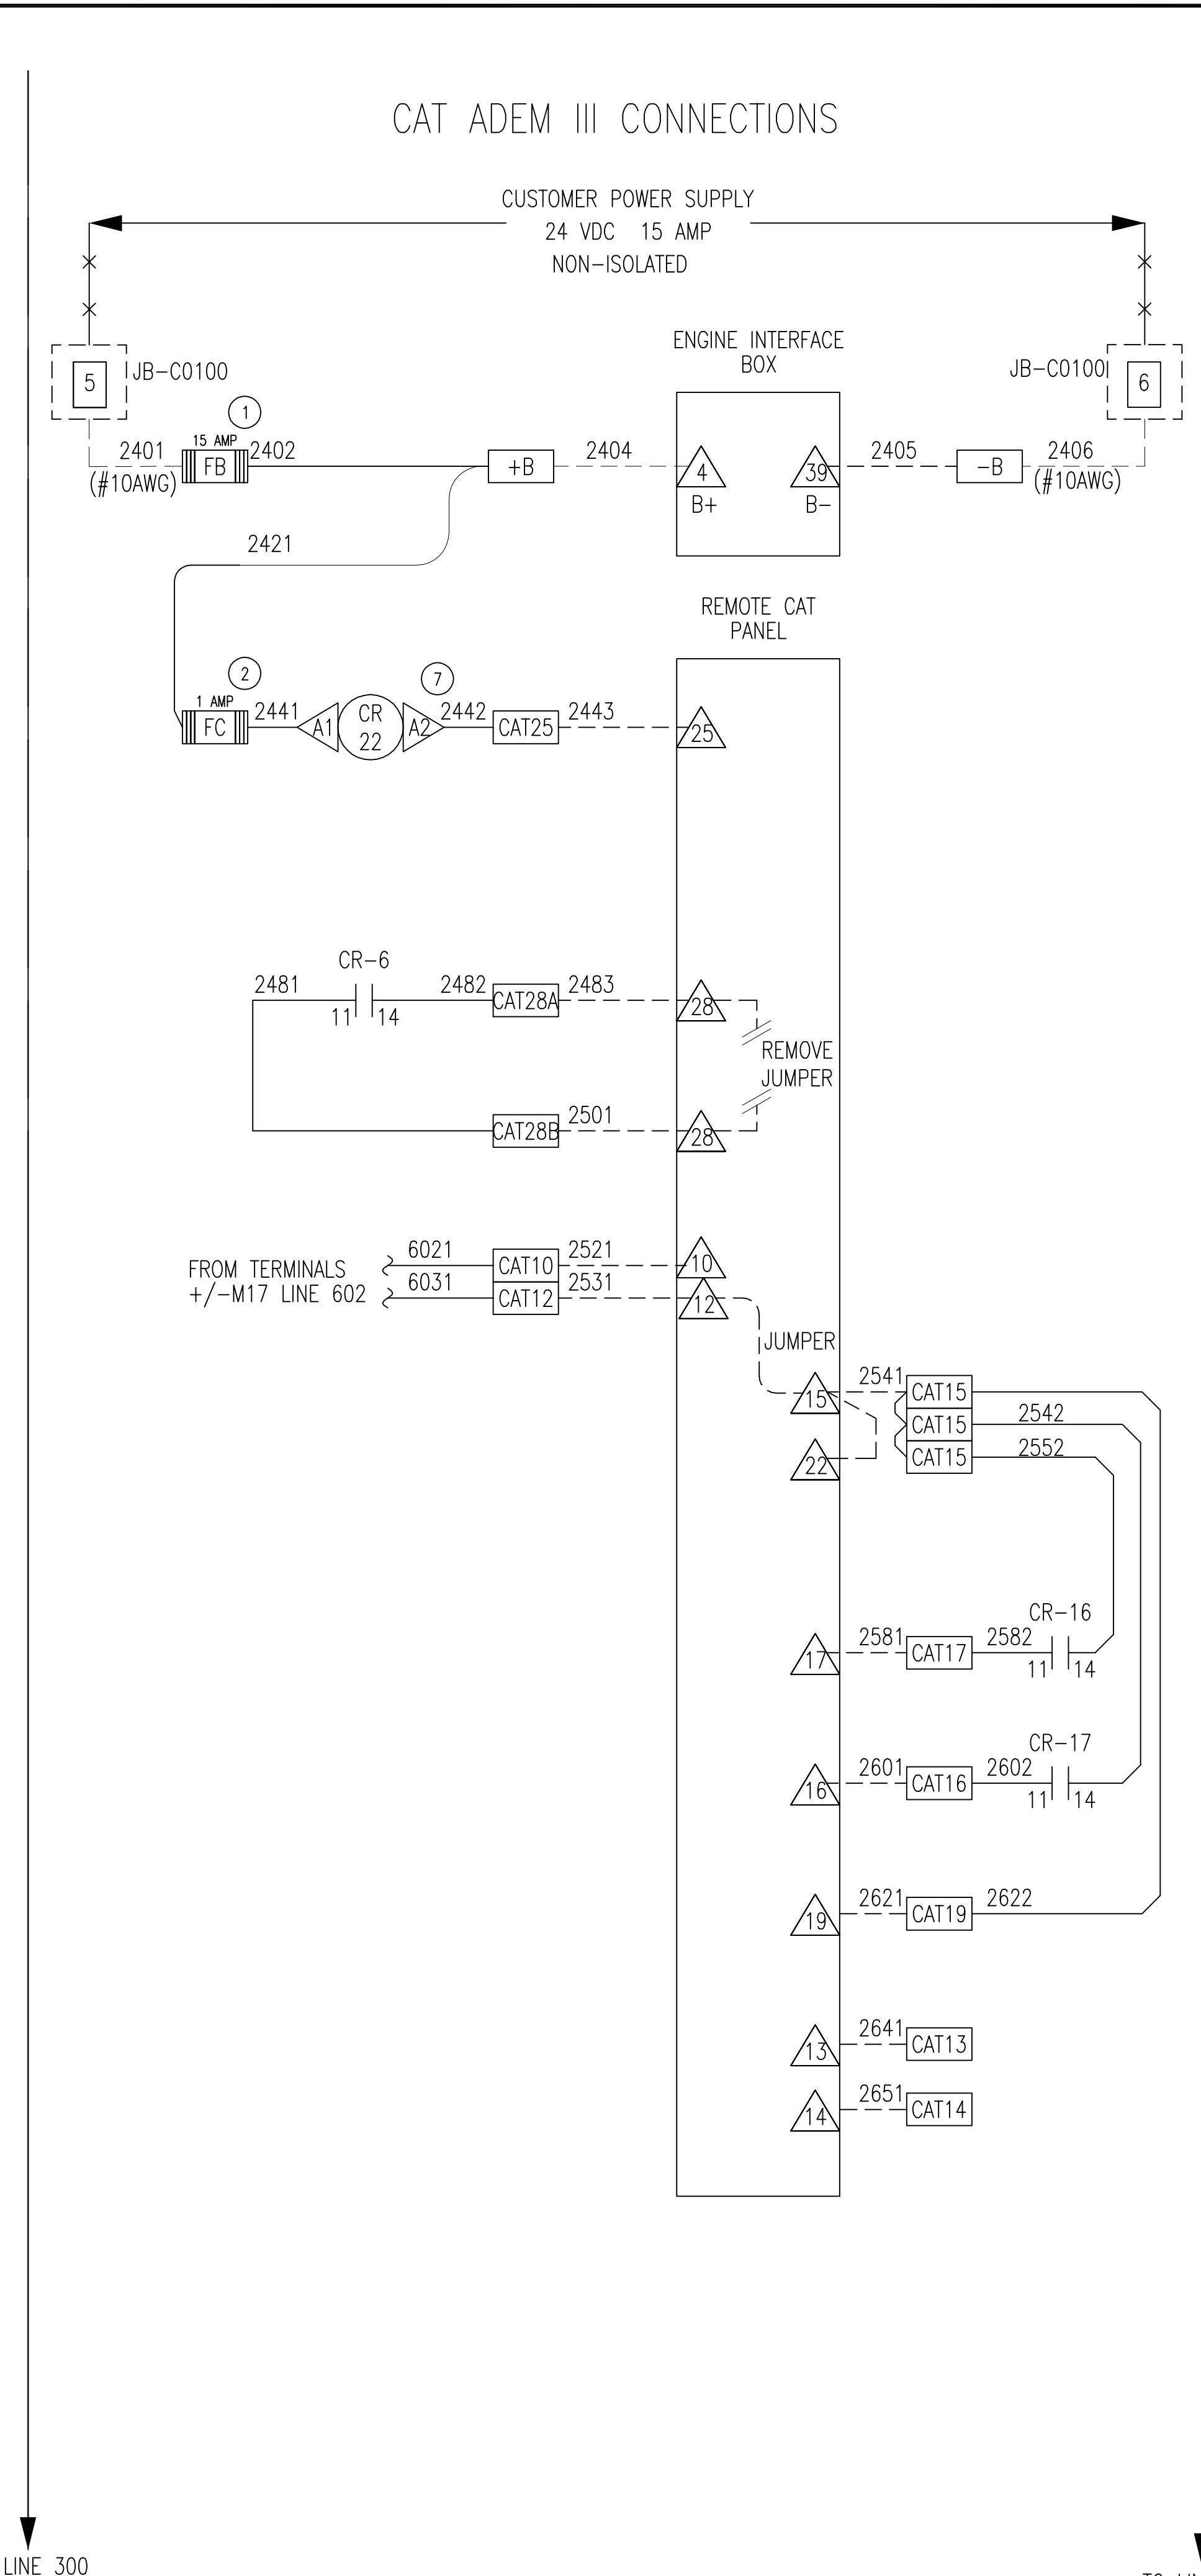 CAT ADEM III CONNECTIONS
CUSTOMER POWER SUPPLY
24 VDC 15 AMP
NON-ISOLATED
ENGINE INTERFACE
BOX
5
JB-C0100
JB-C0100
6
1
15 AMP
2401
FB
2402
+B
2404
4
39
2405
-B
2406
(#10AWG)
(#10AWG)
B+
B-
2421
REMOTE CAT
PANEL
2
7
1 AMP
FC
2441
A1
CR
22
A2
2442
CAT25
2443
25
CR-6
2481
11
14
2482
CAT28A
2483
28
REMOVE
JUMPER
CAT28B
2501
28
FROM TERMINALS
+/-M17 LINE 602
6021
CAT10
2521
10
6031
CAT12
2531
12
JUMPER
15
2541
CAT15
CAT15
2542
CAT15
2552
22
CR-16
17
2581
CAT17
2582
11
14
CR-17
16
2601
CAT16
2602
11
14
19
2621
CAT19
2622
13
2641
CAT13
14
2651
CAT14
LINE 300